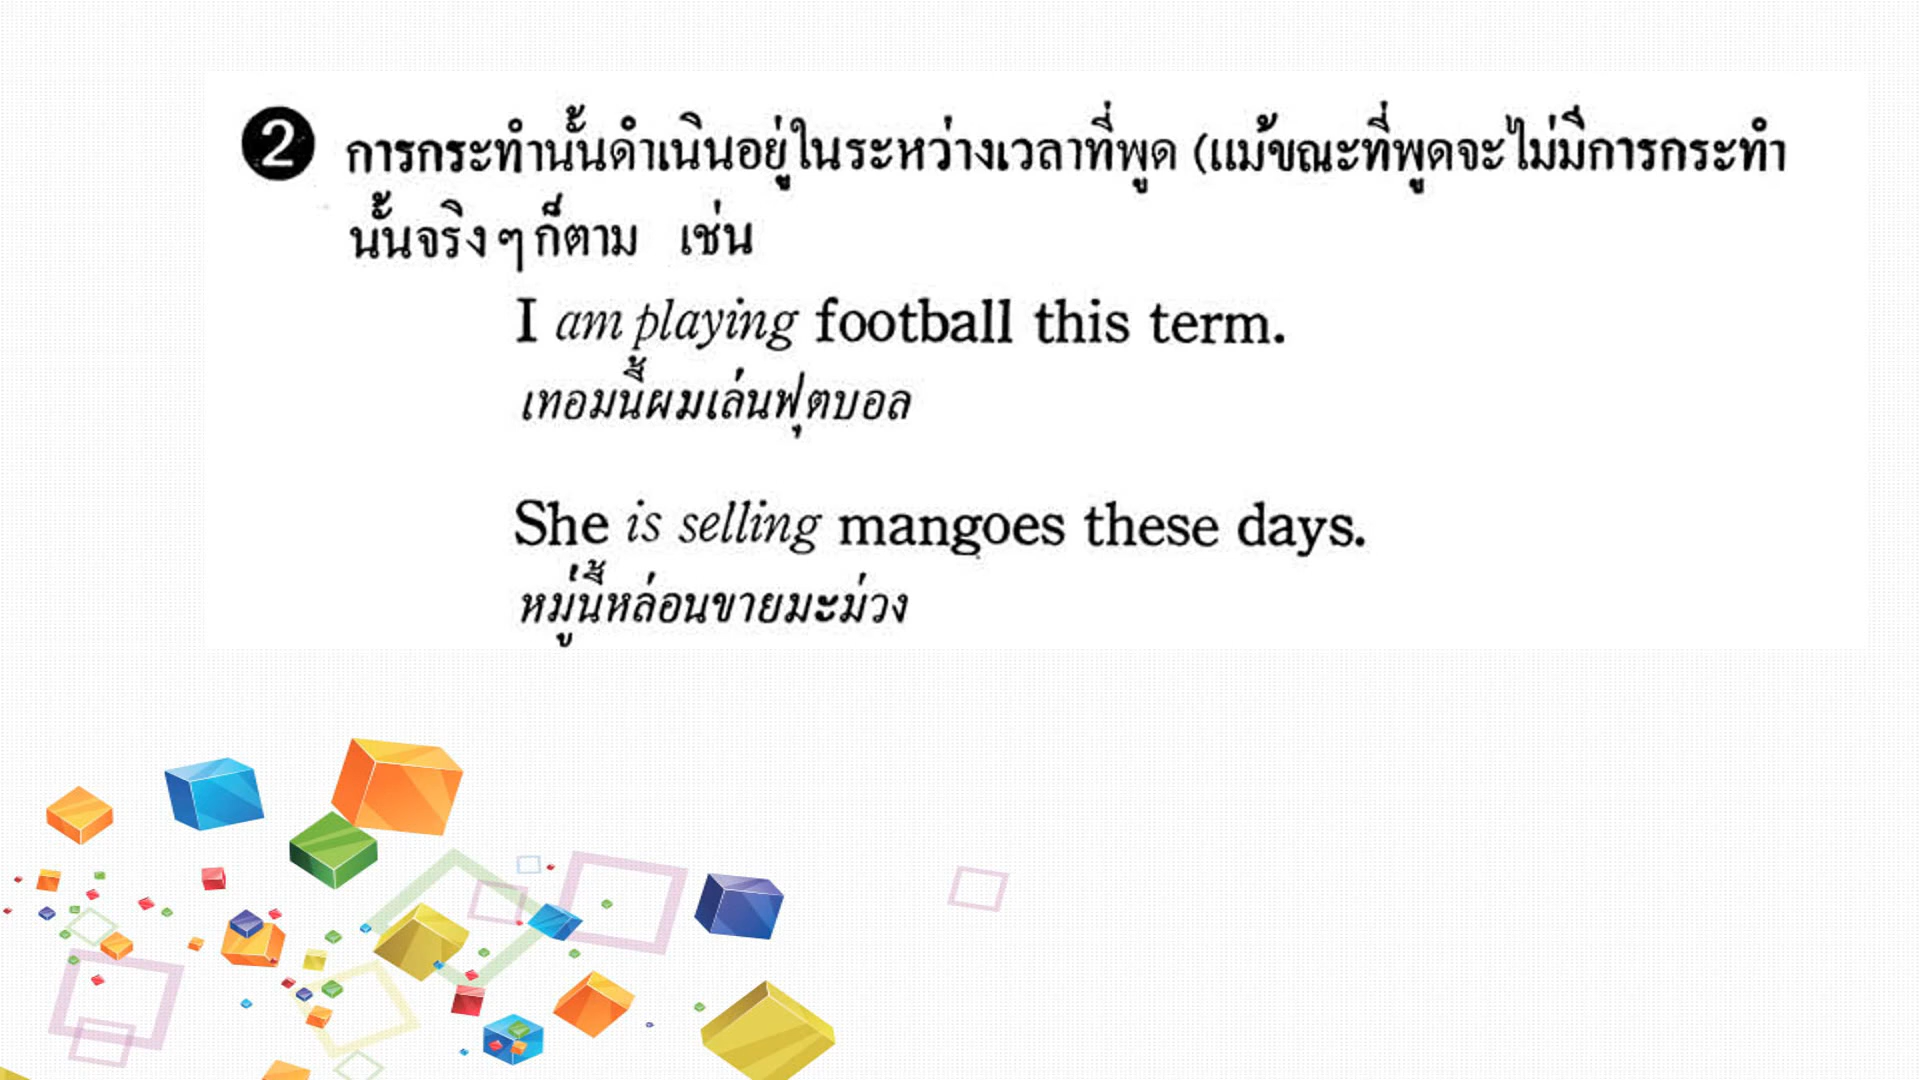 2 การกระทำนั้นดำเนินอยู่ในระหว่างเวลาที่พูด (แม้ขณะที่พูดจะไม่มีการกระทำ
นั้นจริง ๆ ก็ตาม เช่น
I am playing football this term.
เทอมนี้ผมเล่นฟุตบอล
She is selling mangoes these days.
หมู่นี้หล่อนขายมะม่วง